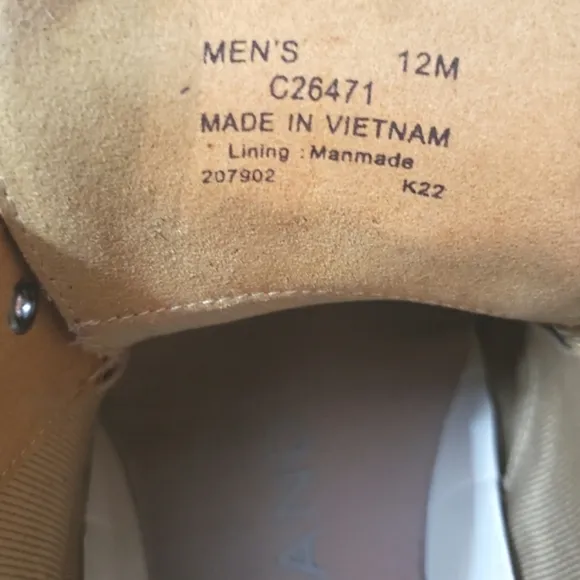 MEN'S 12M
C26471
MADE IN VIETNAM
Lining : Manmade
207902 K22